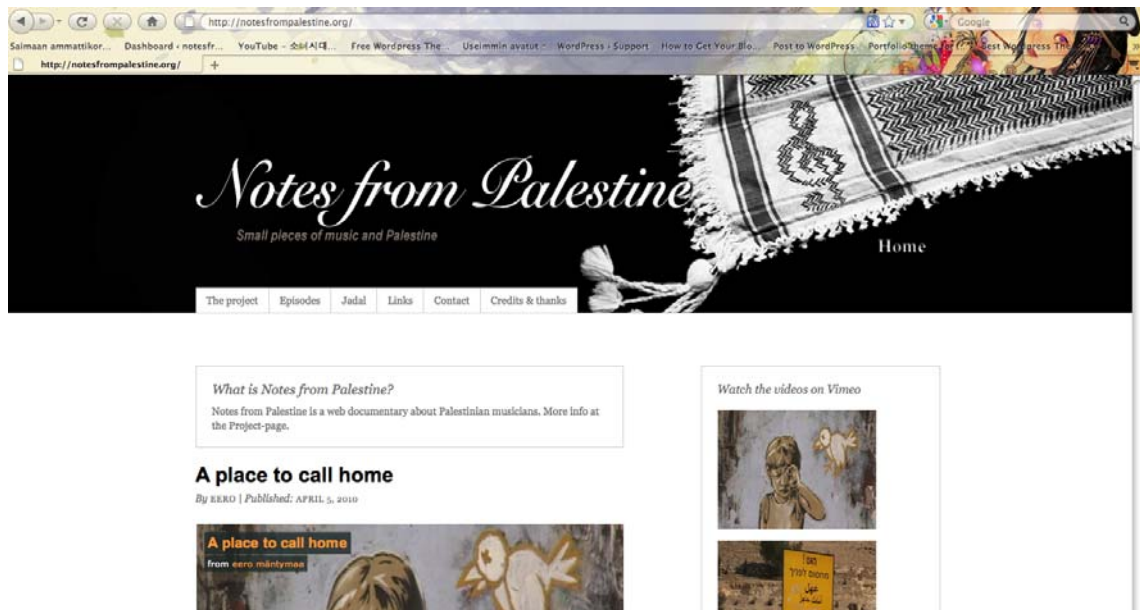 http://notesfrompalestine.org/
Google
Saimaan ammattikor... Dashboard ‹ notesfr... YouTube - 소녀시대... Free Wordpress The... Useimmin avatut WordPress › Support How to Get Your Blo... Post to WordPress Portfolio theme for Best Wordpress The
http://notesfrompalestine.org/ +
Notes from Palestine
Small pieces of music and Palestine
Home
The project Episodes Jadal Links Contact Credits & thanks
What is Notes from Palestine?
Notes from Palestine is a web documentary about Palestinian musicians. More info at
the Project-page.
A place to call home
By EERO | Published: APRIL 5, 2010
A place to call home
from eero mäntymaa
Watch the videos on Vimeo